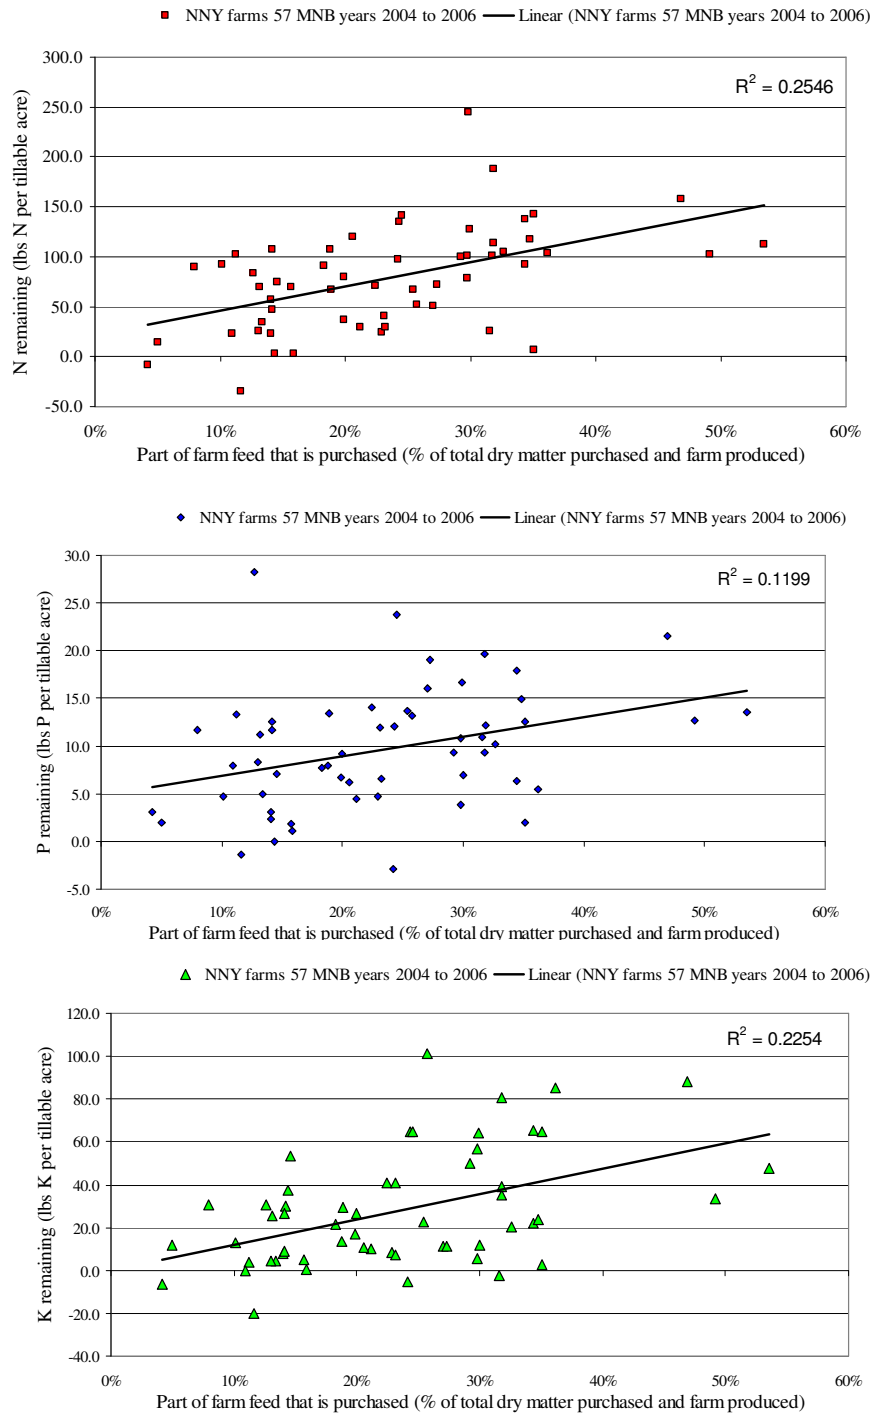 NNY farms 57 MNB years 2004 to 2006 Linear (NNY farms 57 MNB years 2004 to 2006)
R² = 0.2546
N remaining (lbs N per tillable acre)
300.0
250.0
200.0
150.0
100.0
50.0
0.0
-50.0
0% 10% 20% 30% 40% 50% 60%
Part of farm feed that is purchased (% of total dry matter purchased and farm produced)
NNY farms 57 MNB years 2004 to 2006 Linear (NNY farms 57 MNB years 2004 to 2006)
R² = 0.1199
P remaining (lbs P per tillable acre)
30.0
25.0
20.0
15.0
10.0
5.0
0.0
-5.0
0% 10% 20% 30% 40% 50% 60%
Part of farm feed that is purchased (% of total dry matter purchased and farm produced)
NNY farms 57 MNB years 2004 to 2006 Linear (NNY farms 57 MNB years 2004 to 2006)
R² = 0.2254
K remaining (lbs K per tillable acre)
120.0
100.0
80.0
60.0
40.0
20.0
0.0
-20.0
-40.0
0% 10% 20% 30% 40% 50% 60%
Part of farm feed that is purchased (% of total dry matter purchased and farm produced)